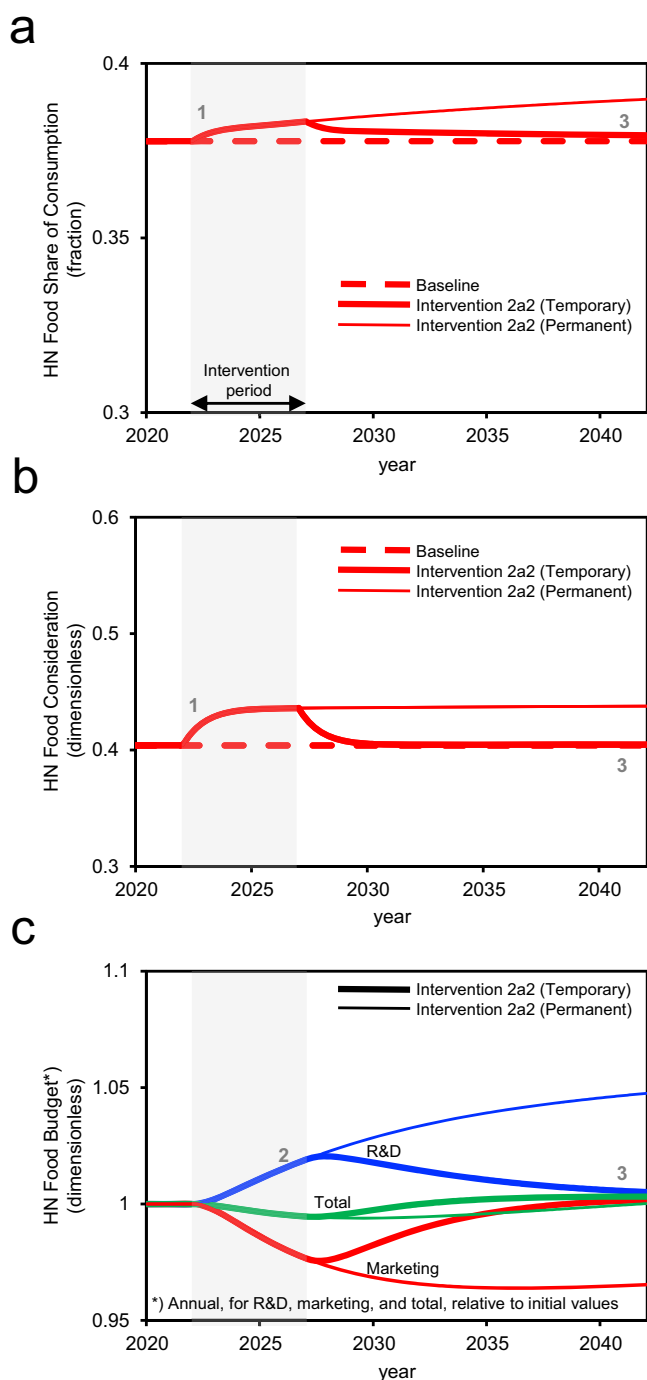 a
HN Food Share of Consumption
(fraction)
0.4
0.35
0.3
1
3
Baseline
Intervention 2a2 (Temporary)
Intervention 2a2 (Permanent)
Intervention
period
2020
2025
2030
2035
2040
year
b
HN Food Consideration
(dimensionless)
0.6
0.5
0.4
0.3
Baseline
Intervention 2a2 (Temporary)
Intervention 2a2 (Permanent)
1
3
2020
2025
2030
2035
2040
year
c
HN Food Budget*)
(dimensionless)
1.1
1.05
1
0.95
Intervention 2a2 (Temporary)
Intervention 2a2 (Permanent)
2
R&D
3
Total
Marketing
*) Annual, for R&D, marketing, and total, relative to initial values
2020
2025
2030
2035
2040
year